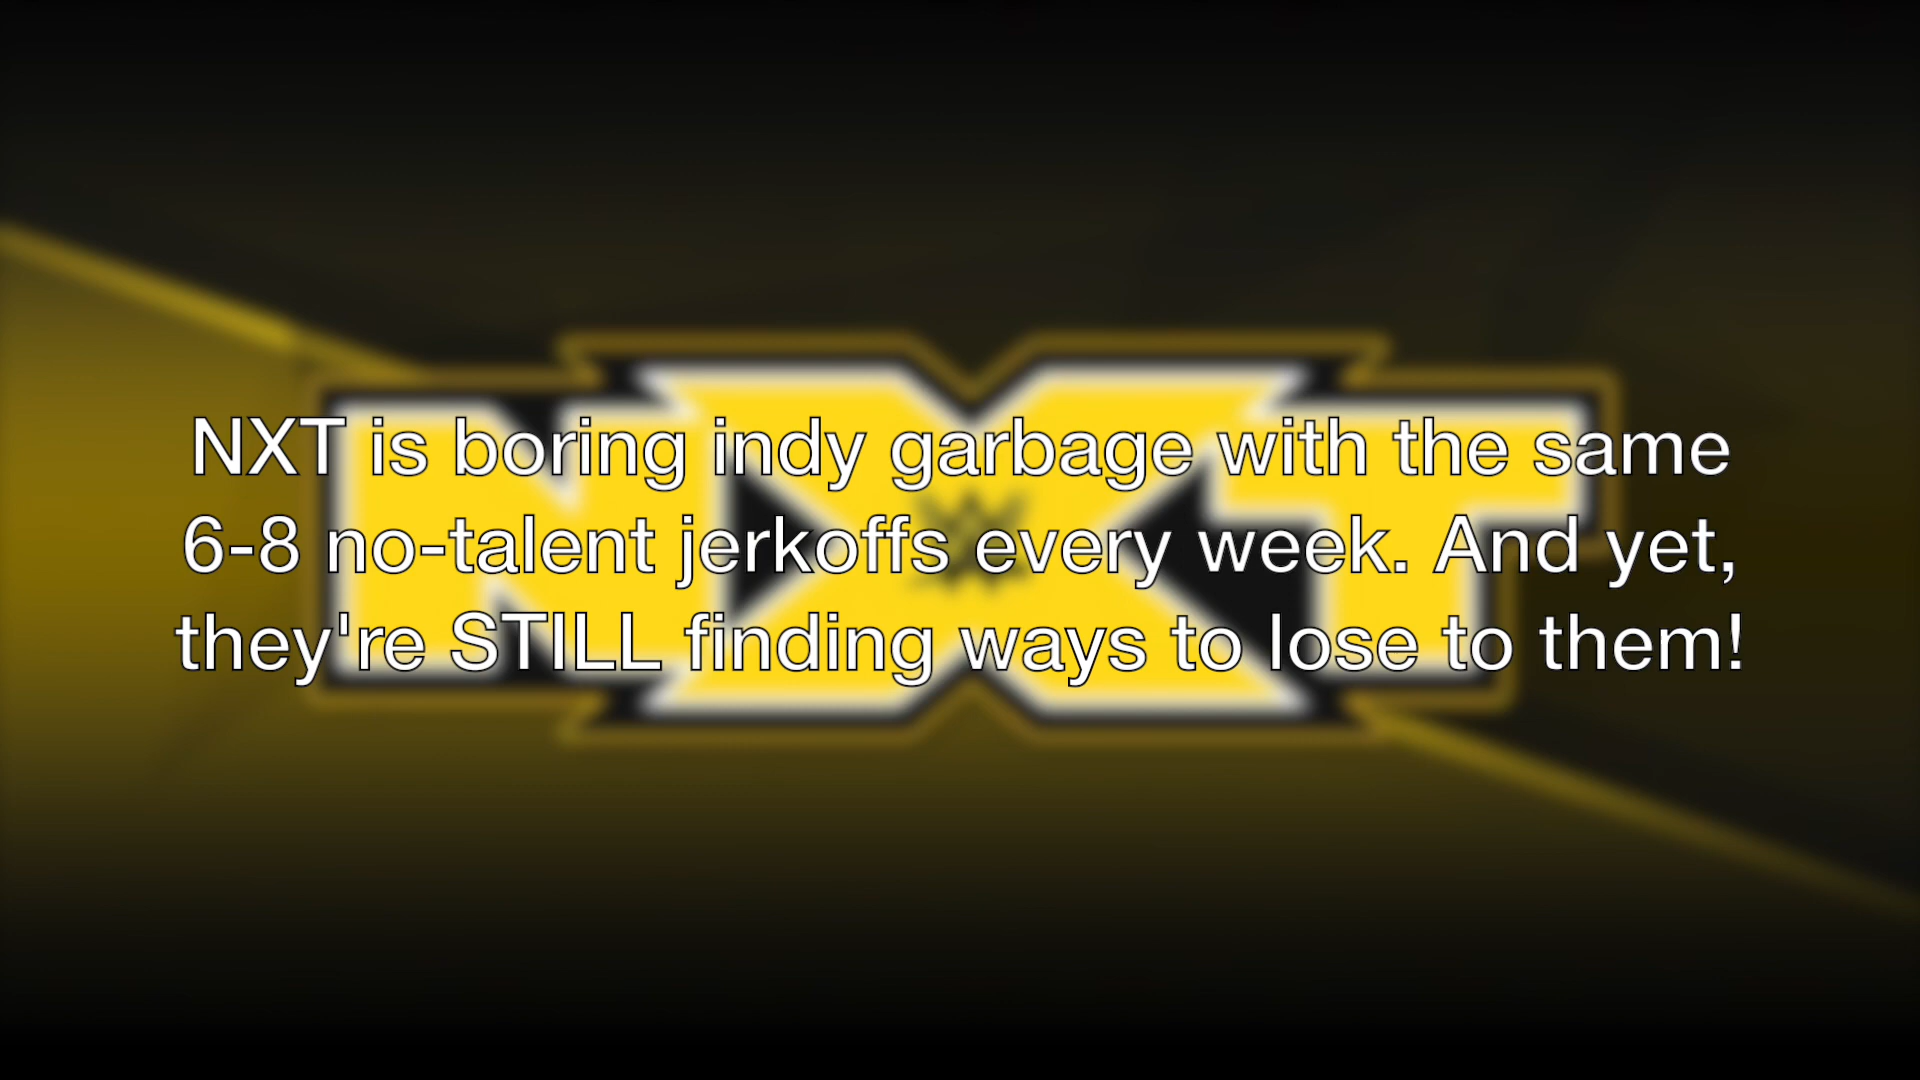 NXT
NXT is boring indy garbage with the same
6-8 no-talent jerkoffs every week. And yet,
they're STILL finding ways to lose to them!